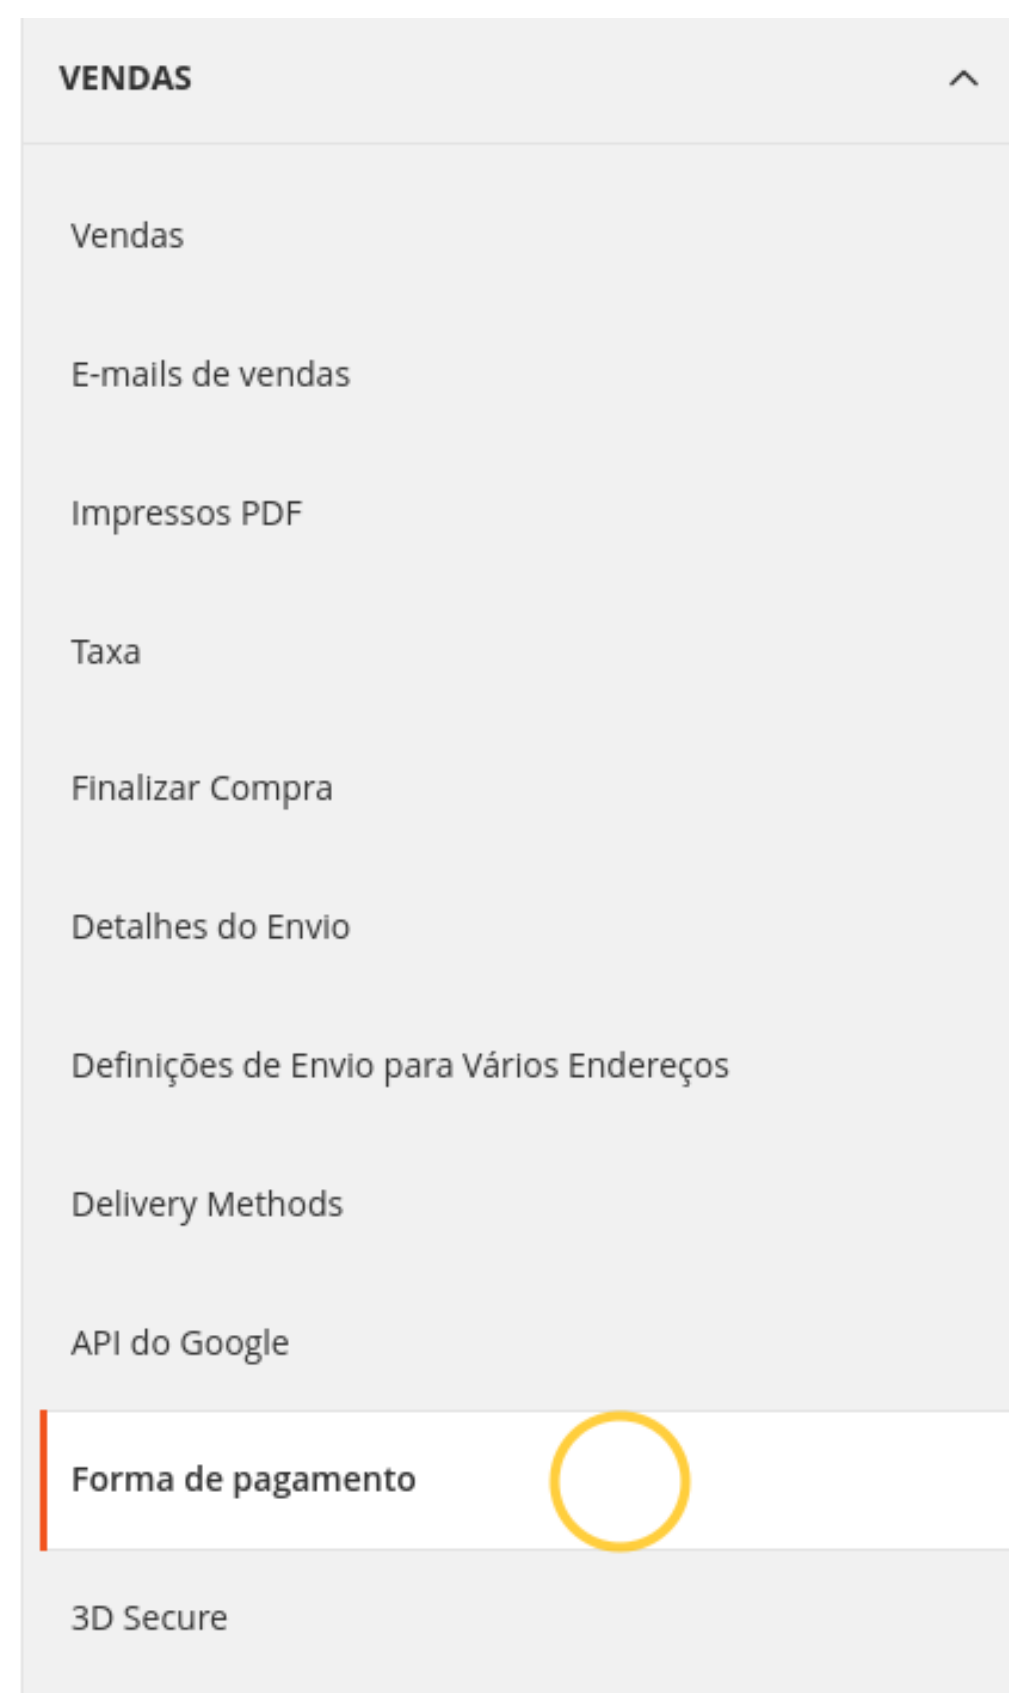 VENDAS
Vendas
E-mails de vendas
Impressos PDF
Taxa
Finalizar Compra
Detalhes do Envio
Definições de Envio para Vários Endereços
Delivery Methods
API do Google
Forma de pagamento
3D Secure